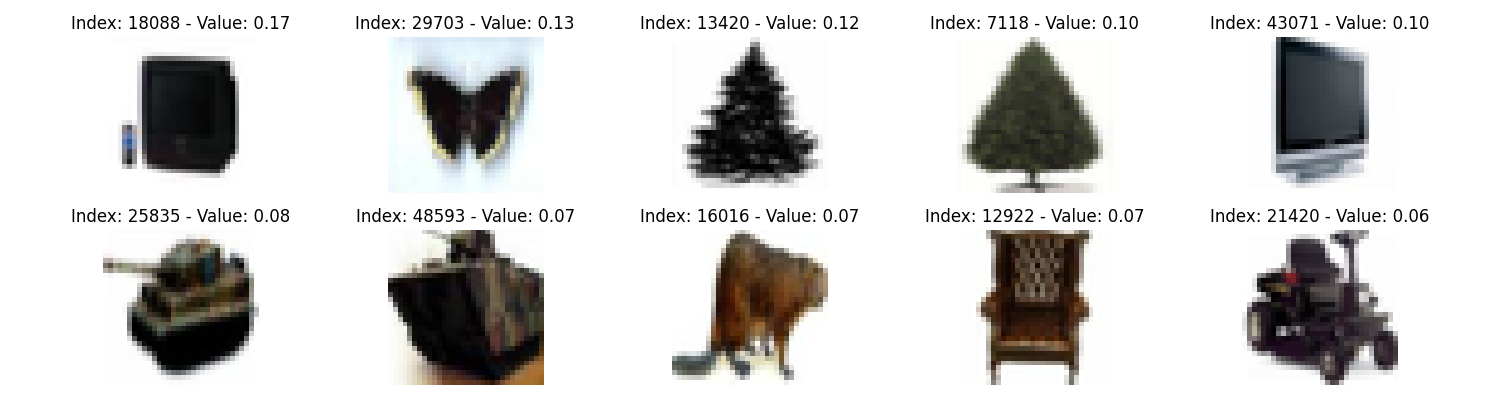 Index: 18088 - Value: 0.17
Index: 29703 - Value: 0.13
Index: 13420 - Value: 0.12
Index: 7118 - Value: 0.10
Index: 43071 - Value: 0.10
Index: 25835 - Value: 0.08
Index: 48593 - Value: 0.07
Index: 16016 - Value: 0.07
Index: 12922 - Value: 0.07
Index: 21420 - Value: 0.06